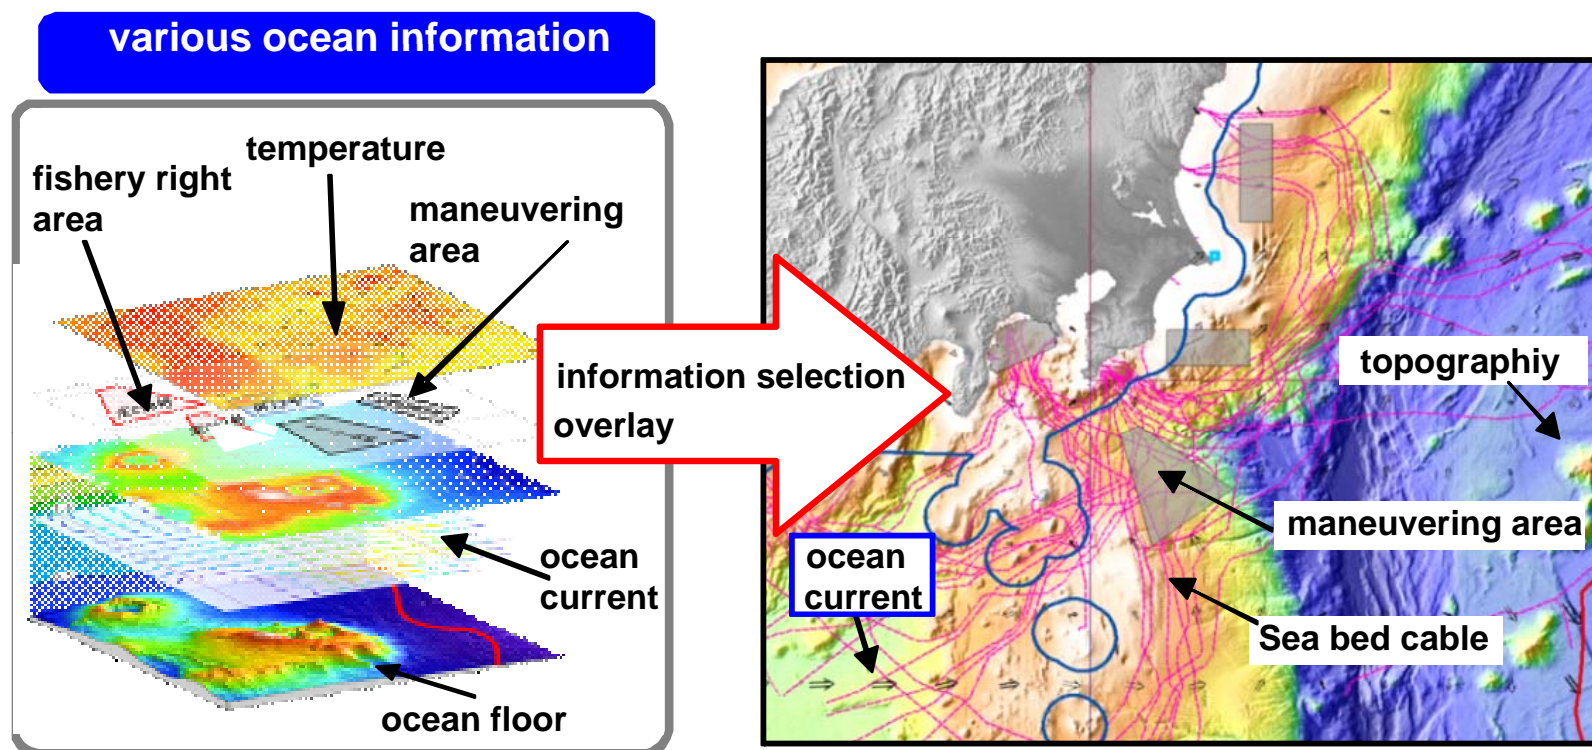 various ocean information
temperature
fishery right
area
maneuvering
area
ocean
current
ocean floor
information selection
overlay
topographiy
maneuvering area
ocean
current
Sea bed cable